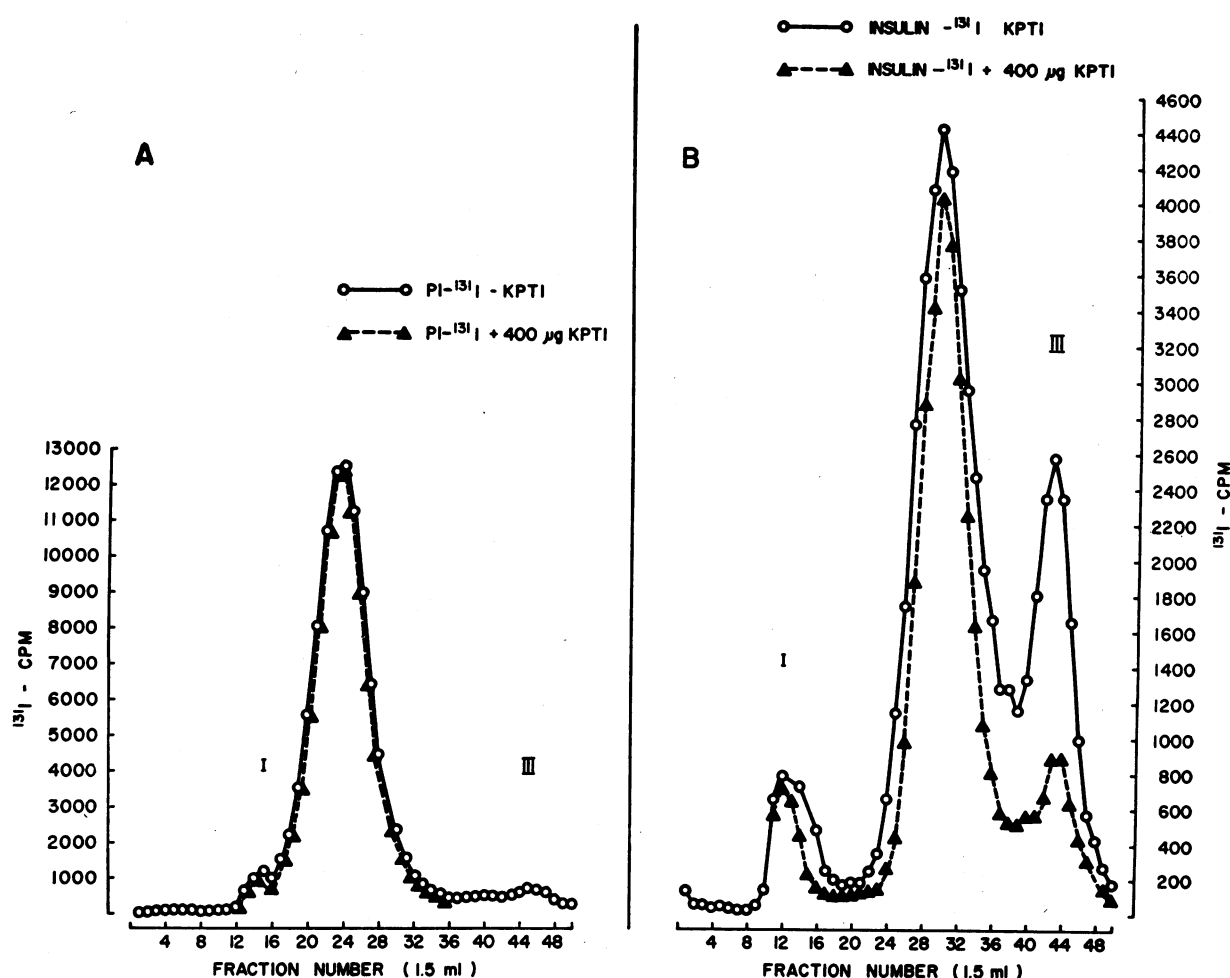 A
PI-¹³¹I - KPTI
PI-¹³¹I + 400 µg KPTI
13000
12000
11000
10000
9000
8000
7000
6000
5000
4000
3000
2000
1000
¹³¹I - CPM
I
III
4 8 12 16 20 24 28 32 36 40 44 48
FRACTION NUMBER (1.5 ml)
INSULIN -¹³¹I KPTI
INSULIN -¹³¹I + 400 µg KPTI
B
I
III
4600
4400
4200
4000
3800
3600
3400
3200
3000
2800
2600
2400
2200
2000
1800
1600
1400
1200
1000
800
600
400
200
¹³¹I - CPM
4 8 12 16 20 24 28 32 36 40 44 48
FRACTION NUMBER (1.5 ml)